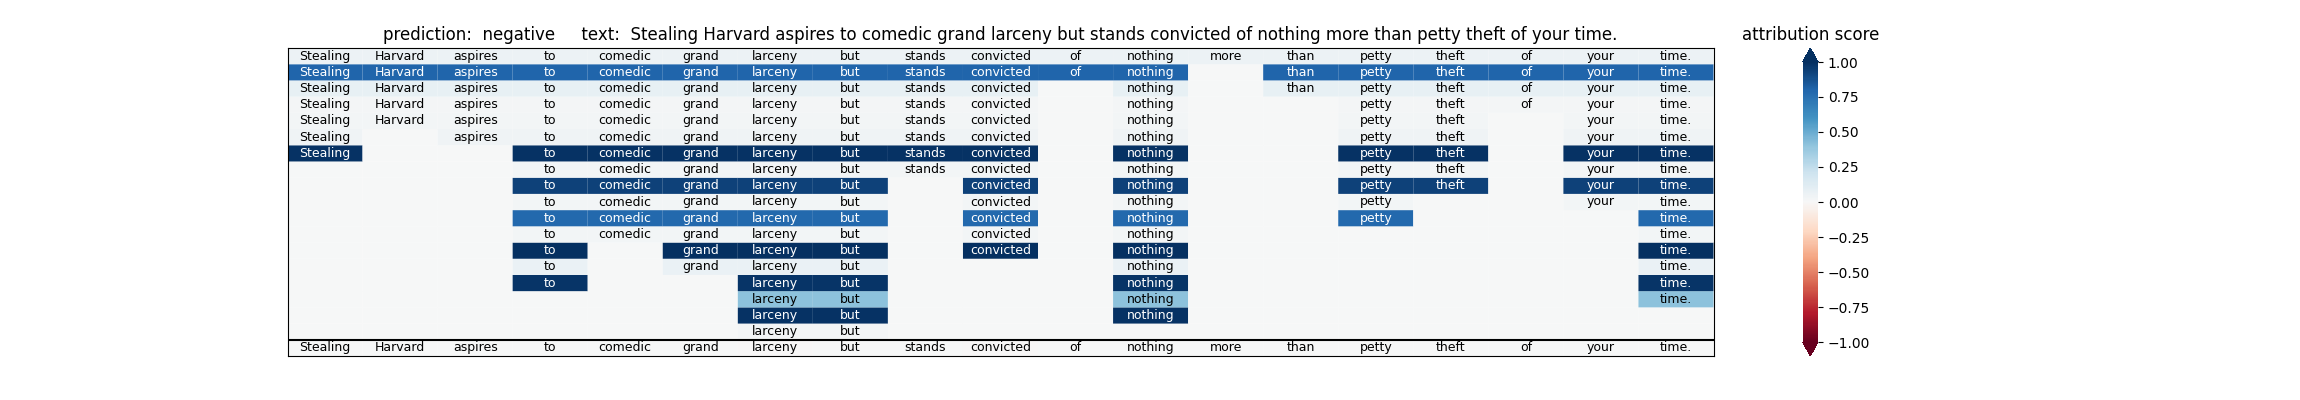 prediction:  negative     text:  Stealing Harvard aspires to comedic grand larceny but stands convicted of nothing more than petty theft of your time.
attribution score
Stealing Harvard aspires to comedic grand larceny but stands convicted of nothing more than petty theft of your time.
Stealing Harvard aspires to comedic grand larceny but stands convicted of nothing than petty theft of your time.
Stealing Harvard aspires to comedic grand larceny but stands convicted nothing than petty theft of your time.
Stealing Harvard aspires to comedic grand larceny but stands convicted nothing petty theft of your time.
Stealing Harvard aspires to comedic grand larceny but stands convicted nothing petty theft your time.
Stealing aspires to comedic grand larceny but stands convicted nothing petty theft your time.
Stealing to comedic grand larceny but stands convicted nothing petty theft your time.
to comedic grand larceny but stands convicted nothing petty theft your time.
to comedic grand larceny but convicted nothing petty theft your time.
to comedic grand larceny but convicted nothing petty your time.
to comedic grand larceny but convicted nothing petty time.
to comedic grand larceny but convicted nothing time.
to grand larceny but convicted nothing time.
to grand larceny but nothing time.
to larceny but nothing time.
larceny but nothing time.
larceny but nothing
larceny but
Stealing Harvard aspires to comedic grand larceny but stands convicted of nothing more than petty theft of your time.
1.00
0.75
0.50
0.25
0.00
−0.25
−0.50
−0.75
−1.00